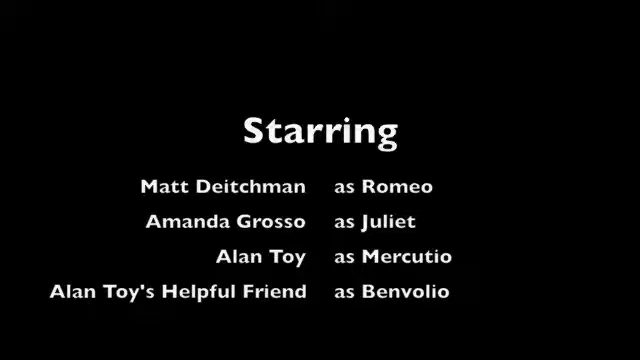 Starring
Matt Deitchman as Romeo
Amanda Grosso as Juliet
Alan Toy as Mercutio
Alan Toy's Helpful Friend as Benvolio